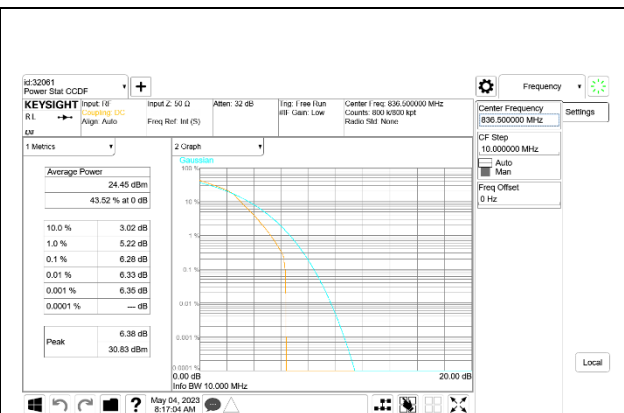 id:32061
Power Stat CCDF
Frequency
KEYSIGHT
Input: RF
Input Z: 50 Ω
Atten: 32 dB
Trig: Free Run
Center Freq: 836.500000 MHz
RL
Coupling: DC
#IF Gain: Low
Counts: 800 k/800 kpt
Align: Auto
Freq Ref: Int (S)
Radio Std: None
LXI
Center Frequency
836.500000 MHz
Settings
CF Step
10.000000 MHz
Auto
Man
Freq Offset
0 Hz
1 Metrics
2 Graph
Gaussian
Average Power
24.45 dBm
43.52 % at 0 dB
10.0 % 3.02 dB
1.0 % 5.22 dB
0.1 % 6.28 dB
0.01 % 6.33 dB
0.001 % 6.35 dB
0.0001 % --- dB
Peak
6.38 dB
30.83 dBm
100 %
10 %
1 %
0.1 %
0.01 %
0.001 %
0.0001 %
0.00 dB
20.00 dB
Info BW 10.000 MHz
Local
May 04, 2023
8:17:04 AM